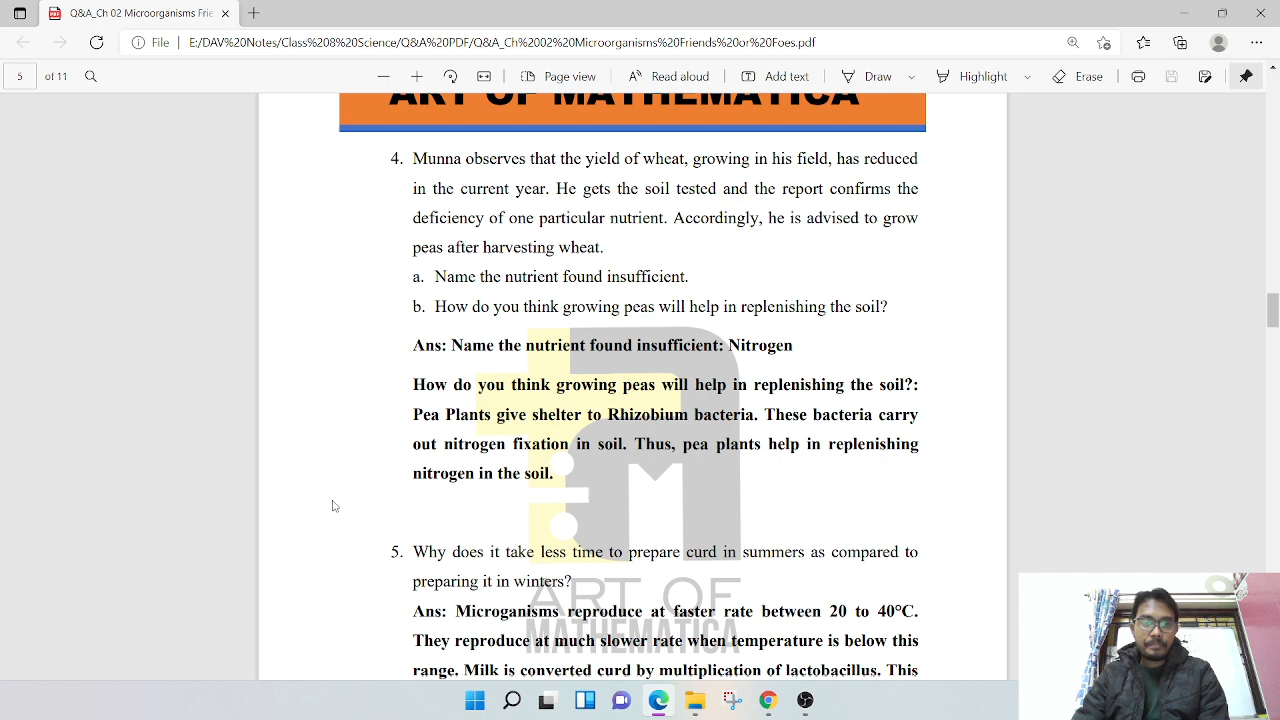 Q&A_Ch 02 Microorganisms Frie
File
E:/DAV%20Notes/Class%208%20Science/Q&A%20PDF/Q&A_Ch%2002%20Microorganisms%20Friends%20or%20Foes.pdf
5 of 11
Page view
Read aloud
Add text
Draw
Highlight
Erase
ART OF MATHEMATICA
4. Munna observes that the yield of wheat, growing in his field, has reduced
in the current year. He gets the soil tested and the report confirms the
deficiency of one particular nutrient. Accordingly, he is advised to grow
peas after harvesting wheat.
a. Name the nutrient found insufficient.
b. How do you think growing peas will help in replenishing the soil?
Ans: Name the nutrient found insufficient: Nitrogen
How do you think growing peas will help in replenishing the soil?:
Pea Plants give shelter to Rhizobium bacteria. These bacteria carry
out nitrogen fixation in soil. Thus, pea plants help in replenishing
nitrogen in the soil.
5. Why does it take less time to prepare curd in summers as compared to
preparing it in winters?
Ans: Microganisms reproduce at faster rate between 20 to 40°C.
They reproduce at much slower rate when temperature is below this
range. Milk is converted curd by multiplication of lactobacillus. This
ART OF
MATHEMATICA